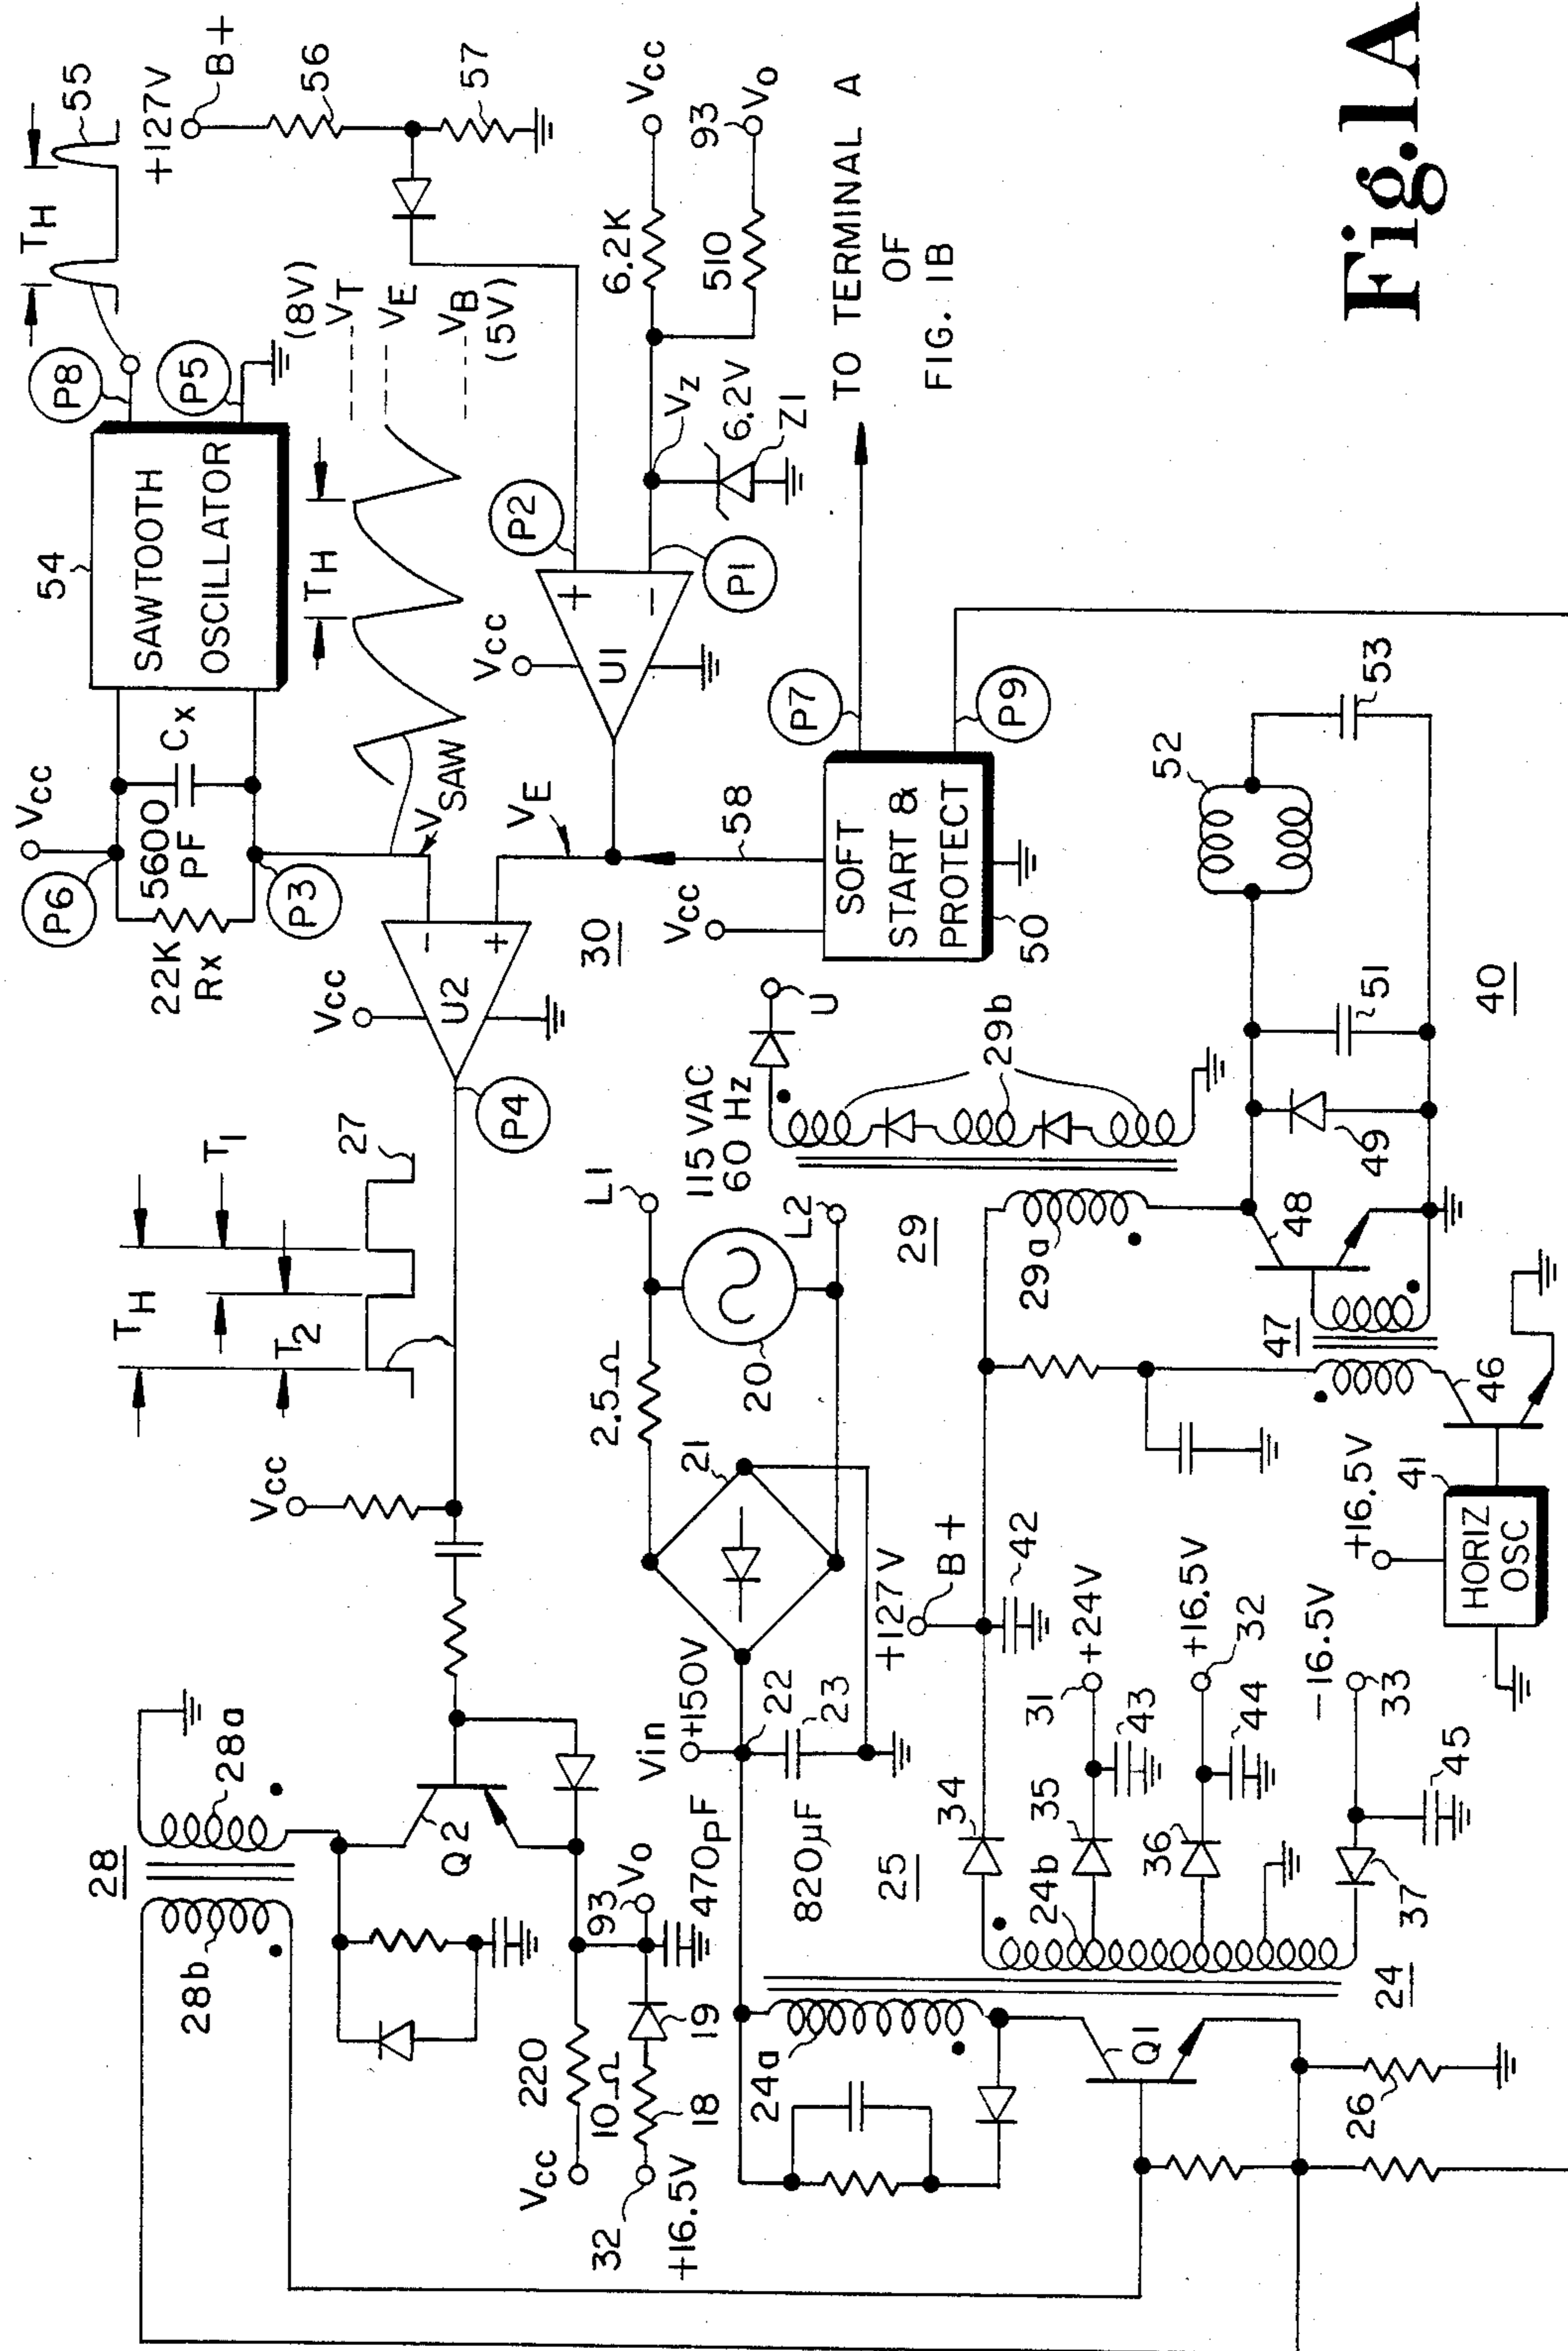 Fig.1A
+127V
B+
56
57
55
TH
P8
P5
54
SAWTOOTH
OSCILLATOR
Vcc
P6
5600
PF
Cx
22K
Rx
P3
VSAW
TH
(8V)
VT
VE
VB
(5V)
Vcc
6.2K
93
Vo
510
Vz
6.2V
Z1
P2
P1
+
-
U1
Vcc
VE
-
+
U2
Vcc
P4
30
58
SOFT
START &
PROTECT
50
Vcc
P7
P9
TO TERMINAL A
OF
FIG. 1B
TH
T1
T2
27
Vcc
28
28a
28b
Q2
93
Vo
470pF
220
Vcc
10Ω
18
19
32
+16.5V
L1
L2
115 VAC
60 Hz
20
2.5Ω
21
Vin
+150V
22
23
820µF
U
29b
29
29a
52
53
51
49
48
40
47
46
41
+16.5V
HORIZ
OSC
+127V
B+
42
34
25
31
+24V
43
35
24b
+16.5V
32
44
36
-16.5V
33
45
37
24
24a
Q1
26